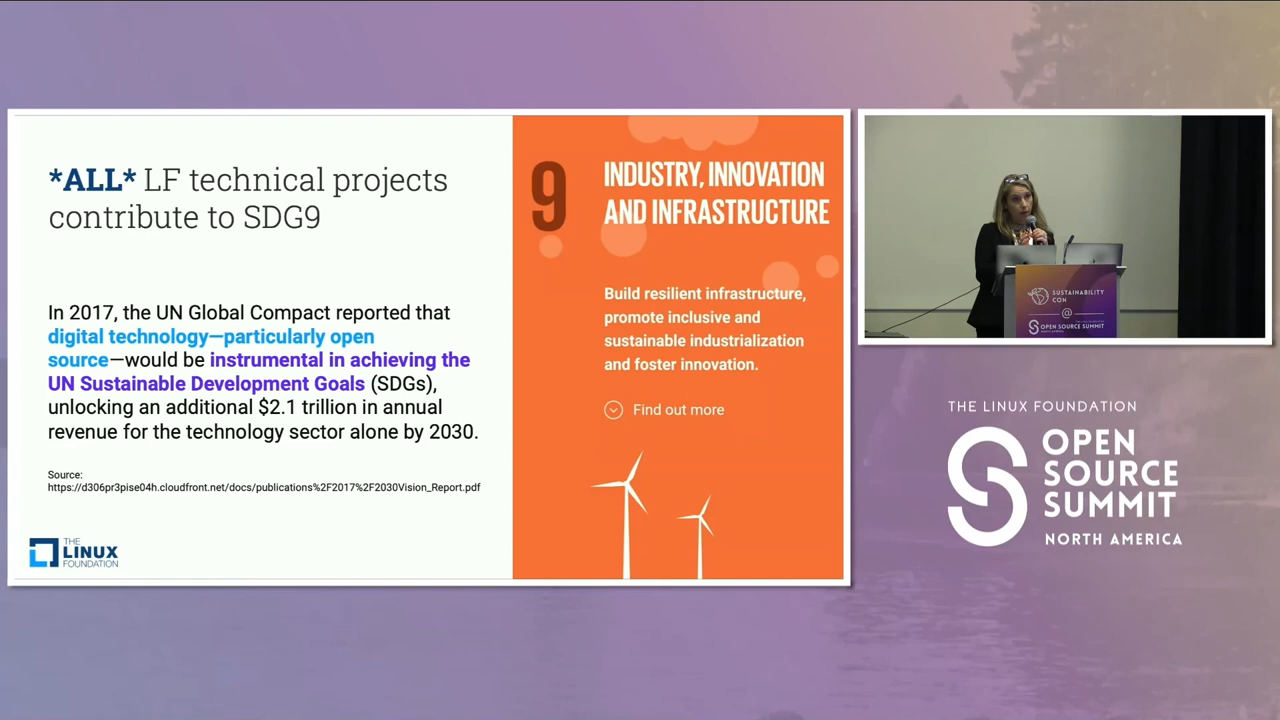 *ALL* LF technical projects
contribute to SDG9
In 2017, the UN Global Compact reported that
digital technology—particularly open
source—would be instrumental in achieving the
UN Sustainable Development Goals (SDGs),
unlocking an additional $2.1 trillion in annual
revenue for the technology sector alone by 2030.
Source:
https://d306pr3pise04h.cloudfront.net/docs/publications%2F2017%2F2030Vision_Report.pdf
THE
LINUX
FOUNDATION
9
INDUSTRY, INNOVATION
AND INFRASTRUCTURE
Build resilient infrastructure,
promote inclusive and
sustainable industrialization
and foster innovation.
Find out more
SUSTAINABILITY
CON
@
OPEN SOURCE SUMMIT
THE LINUX FOUNDATION
OPEN
SOURCE
SUMMIT
NORTH AMERICA